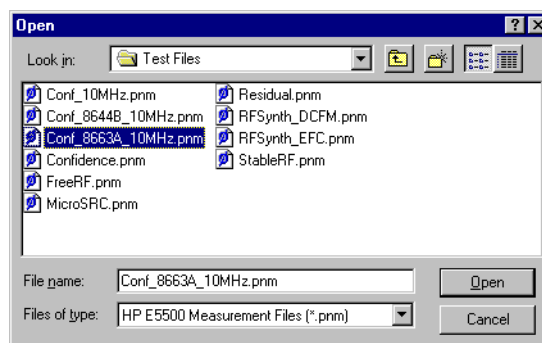 Open
Look in: Test Files
Conf_10MHz.pnm
Conf_8644B_10MHz.pnm
Conf_8663A_10MHz.pnm
Confidence.pnm
FreeRF.pnm
MicroSRC.pnm
Residual.pnm
RFSynth_DCFM.pnm
RFSynth_EFC.pnm
StableRF.pnm
File name: Conf_8663A_10MHz.pnm
Open
Files of type: HP E5500 Measurement Files (*.pnm)
Cancel